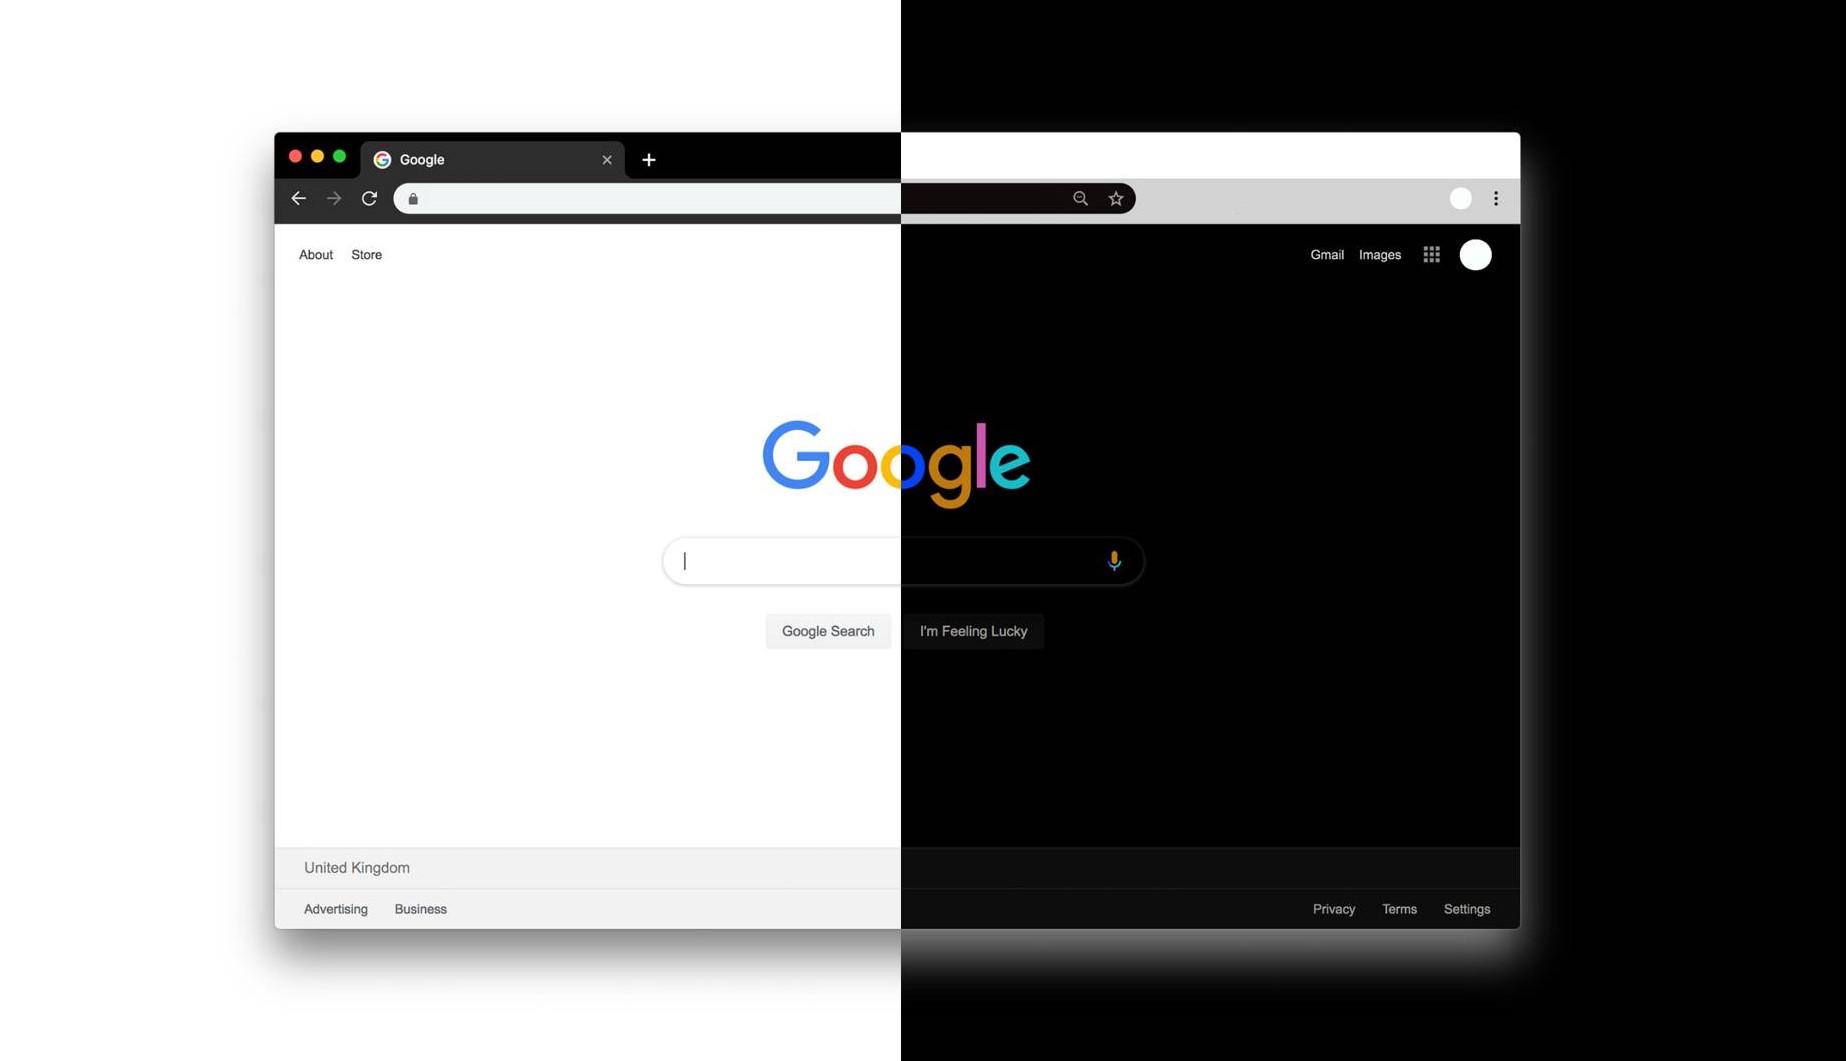 Google
About Store Gmail Images
Google
Google Search I'm Feeling Lucky
United Kingdom
Advertising Business Privacy Terms Settings